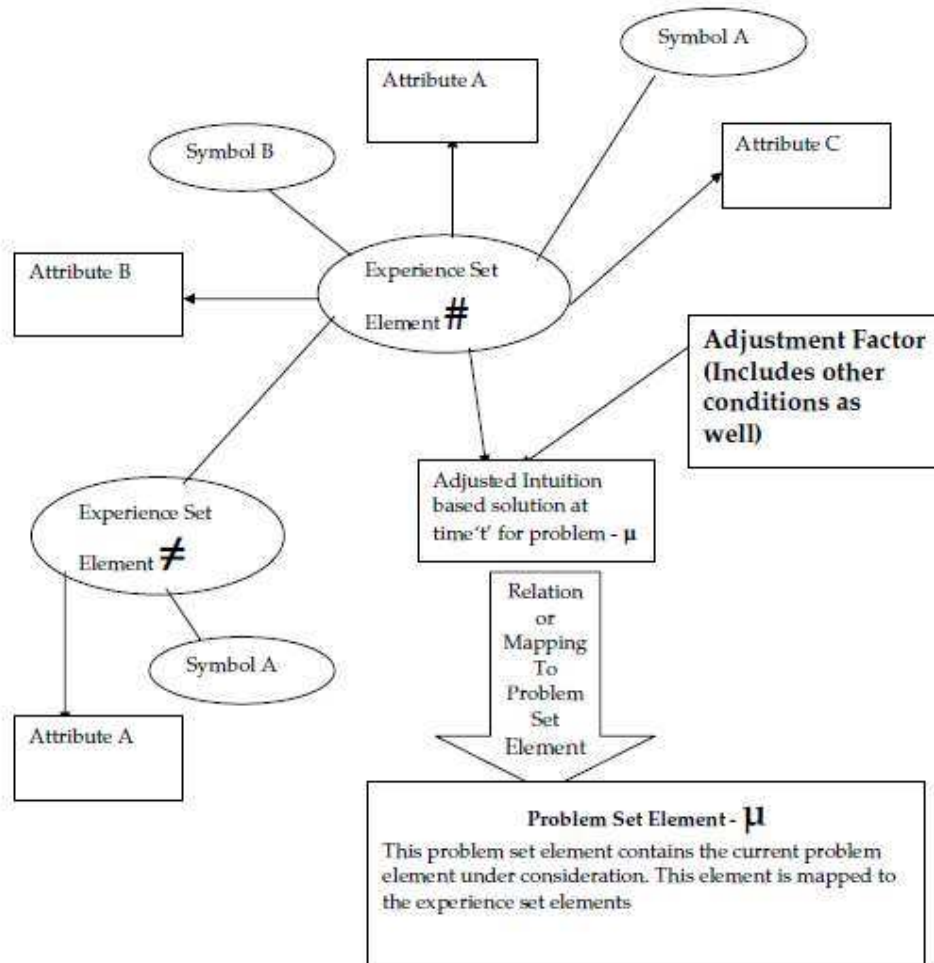 Symbol A
Attribute A
Symbol B
Attribute C
Attribute B
Experience Set
Element #
Adjustment Factor
(Includes other
conditions as
well)
Adjusted Intuition
based solution at
time't' for problem - μ
Experience Set
Element ≠
Symbol A
Attribute A
Relation
or
Mapping
To
Problem
Set
Element
Problem Set Element - μ
This problem set element contains the current problem
element under consideration. This element is mapped to
the experience set elements